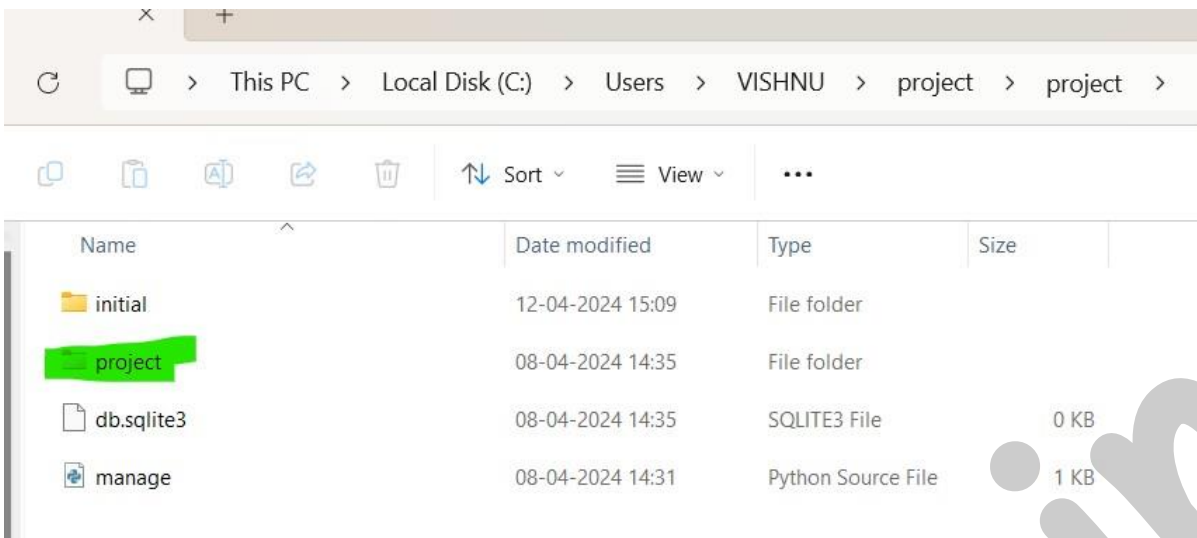 This PC > Local Disk (C:) > Users > VISHNU > project > project >
Sort View ...
Name Date modified Type Size
initial 12-04-2024 15:09 File folder
project 08-04-2024 14:35 File folder
db.sqlite3 08-04-2024 14:35 SQLITE3 File 0 KB
manage 08-04-2024 14:31 Python Source File 1 KB